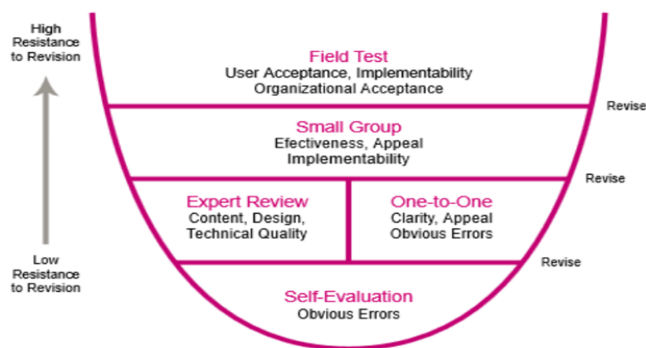 High
Resistance
to Revision
Field Test
User Acceptance, Implementability
Organizational Acceptance
Revise
Small Group
Efectiveness, Appeal
Implementability
Revise
Expert Review
Content, Design,
Technical Quality
One-to-One
Clarity, Appeal
Obvious Errors
Low
Resistance
to Revision
Revise
Self-Evaluation
Obvious Errors